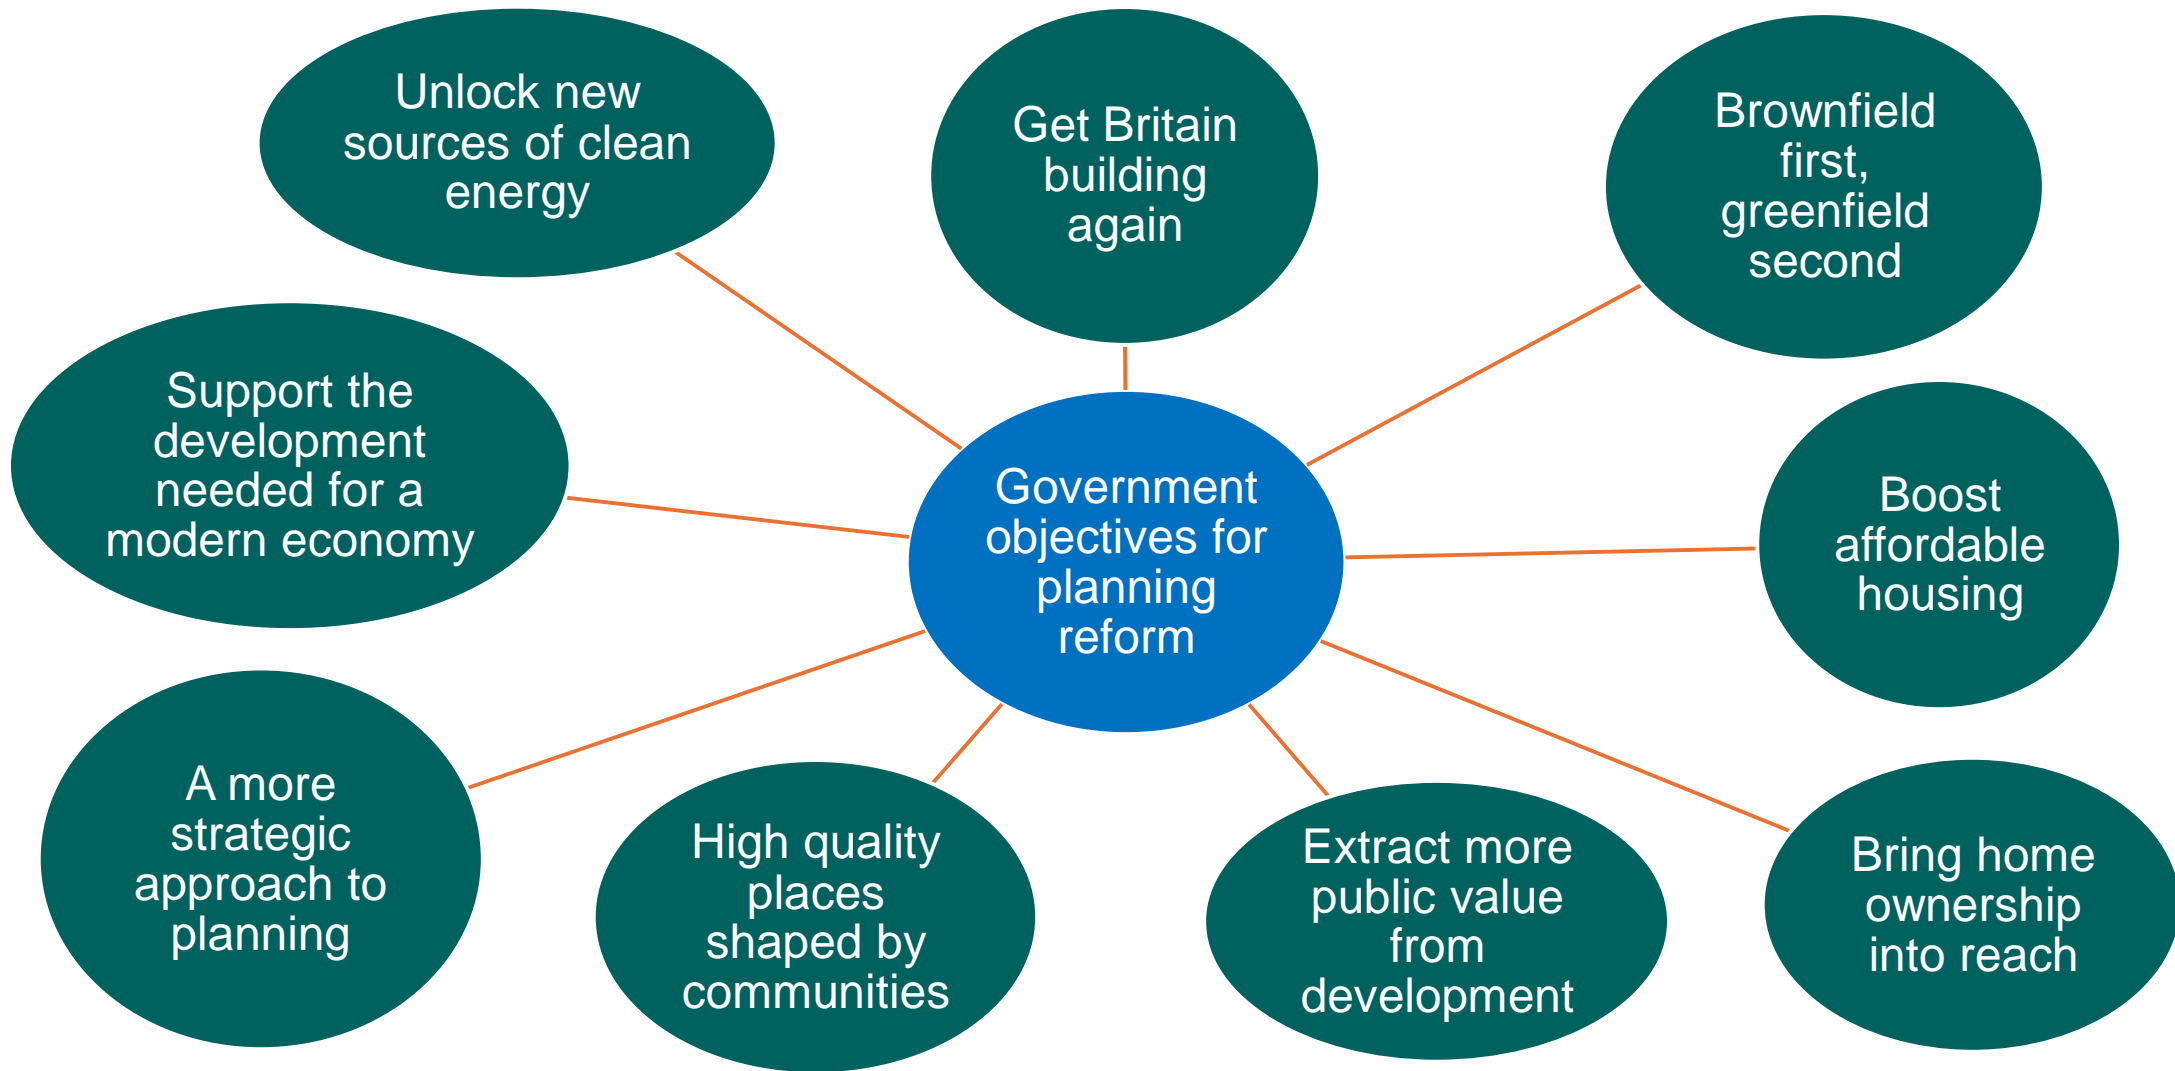 Unlock new
sources of clean
energy
Get Britain
building
again
Brownfield
first,
greenfield
second
Support the
development
needed for a
modern economy
Government
objectives for
planning
reform
Boost
affordable
housing
A more
strategic
approach to
planning
High quality
places
shaped by
communities
Extract more
public value
from
development
Bring home
ownership
into reach